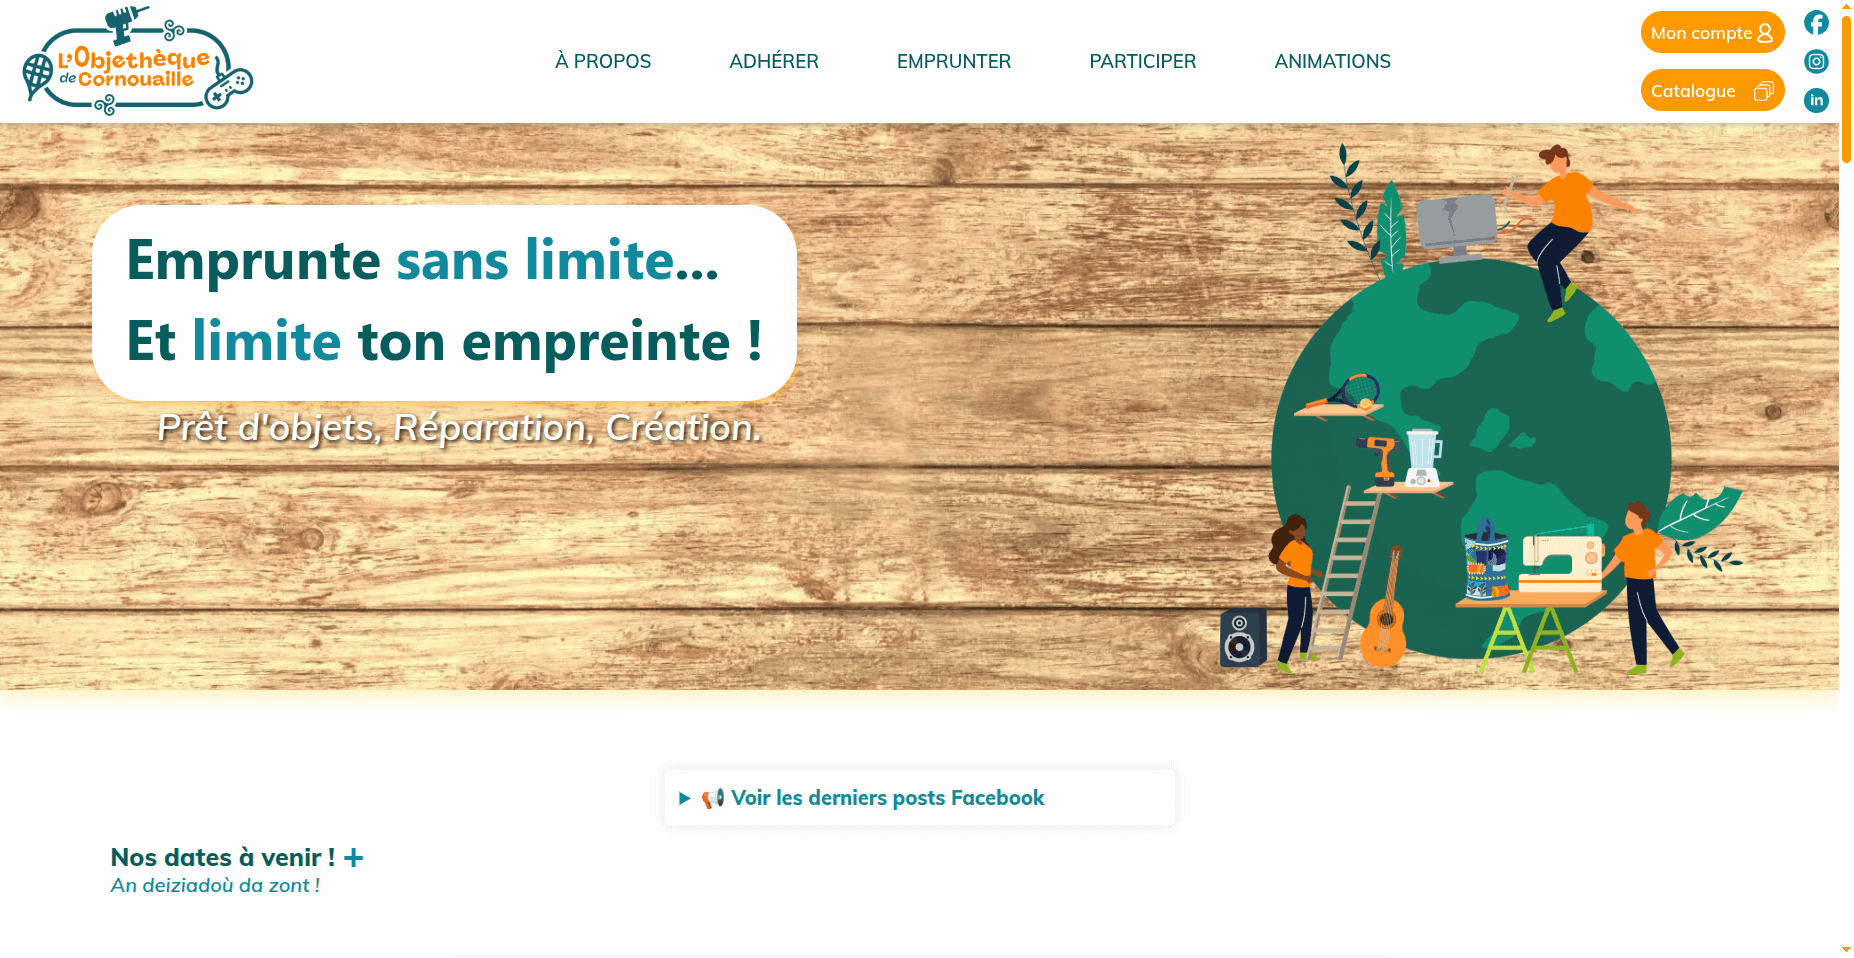 L'Objethèque
de Cornouaille
À PROPOS
ADHÉRER
EMPRUNTER
PARTICIPER
ANIMATIONS
Mon compte
Catalogue
in
Emprunte sans limite...
Et limite ton empreinte !
Prêt d'objets, Réparation, Création.
📢 Voir les derniers posts Facebook
Nos dates à venir ! +
An deiziadoù da zont !